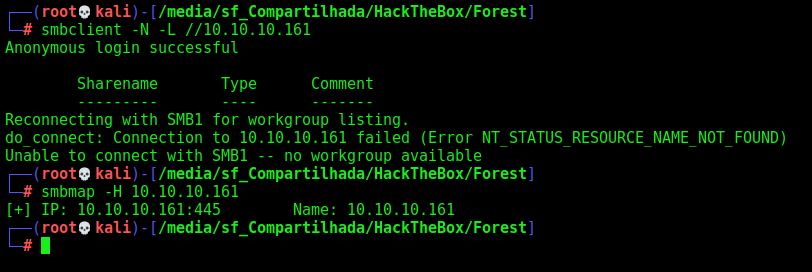 ┌──(root💀kali)-[/media/sf_Compartilhada/HackTheBox/Forest]
└─# smbclient -N -L //10.10.10.161
Anonymous login successful
        Sharename       Type      Comment
        ---------       ----      -------
Reconnecting with SMB1 for workgroup listing.
do_connect: Connection to 10.10.10.161 failed (Error NT_STATUS_RESOURCE_NAME_NOT_FOUND)
Unable to connect with SMB1 -- no workgroup available
┌──(root💀kali)-[/media/sf_Compartilhada/HackTheBox/Forest]
└─# smbmap -H 10.10.10.161
[+] IP: 10.10.10.161:445        Name: 10.10.10.161
┌──(root💀kali)-[/media/sf_Compartilhada/HackTheBox/Forest]
└─#